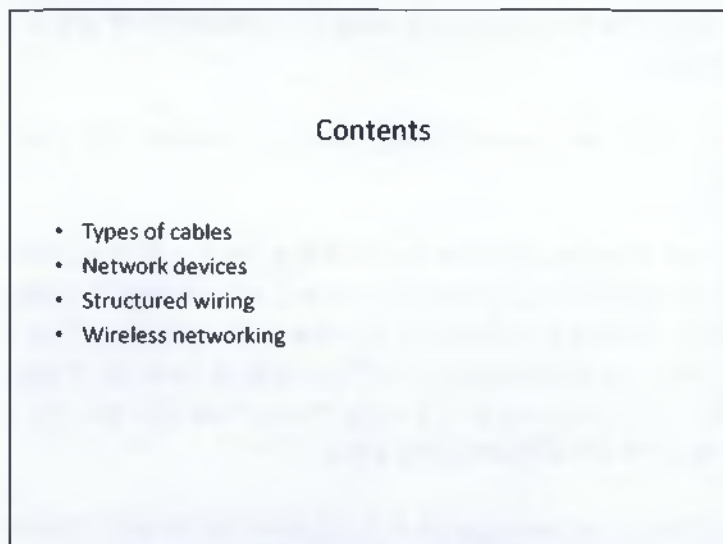 Contents
• Types of cables
• Network devices
• Structured wiring
• Wireless networking